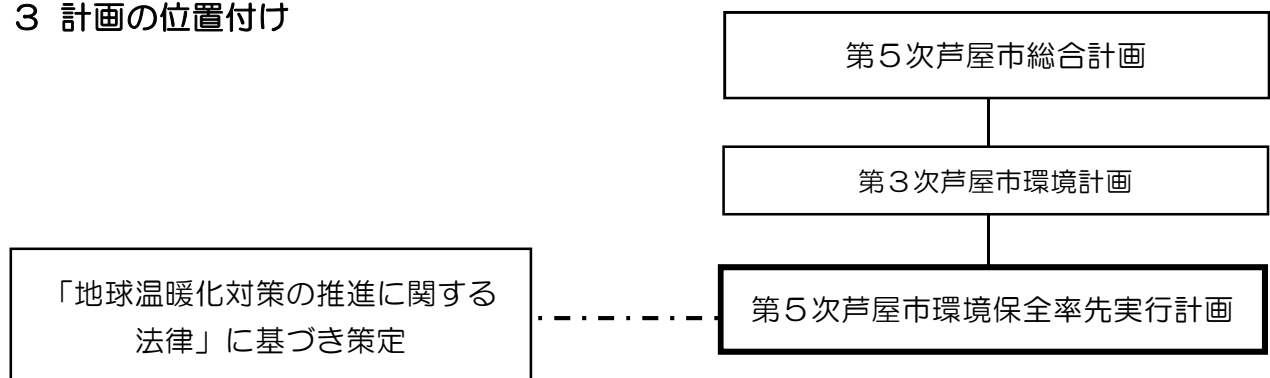 ３ 計画の位置付け
第５次芦屋市総合計画
第３次芦屋市環境計画
「地球温暖化対策の推進に関する
法律」に基づき策定
第５次芦屋市環境保全率先実行計画